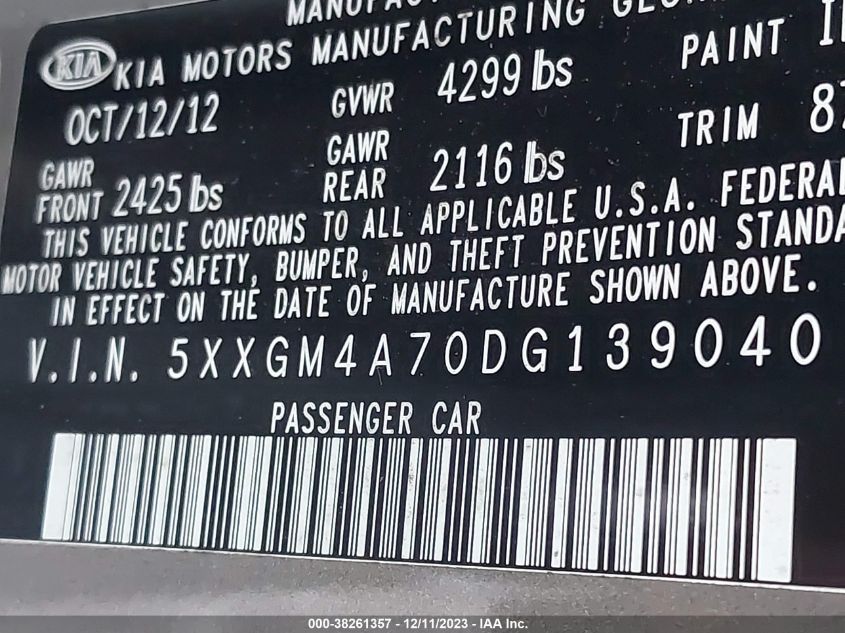 KIA
KIA MOTORS MANUFACTURING
OCT/12/12 GVWR 4299 lbs PAINT
GAWR FRONT 2425 lbs GAWR REAR 2116 lbs TRIM
THIS VEHICLE CONFORMS TO ALL APPLICABLE U.S.A. FEDERAL
MOTOR VEHICLE SAFETY, BUMPER, AND THEFT PREVENTION
IN EFFECT ON THE DATE OF MANUFACTURE SHOWN ABOVE.
V.I.N. 5XXGM4A70DG139040
PASSENGER CAR
000-38261357 - 12/11/2023 - IAA Inc.